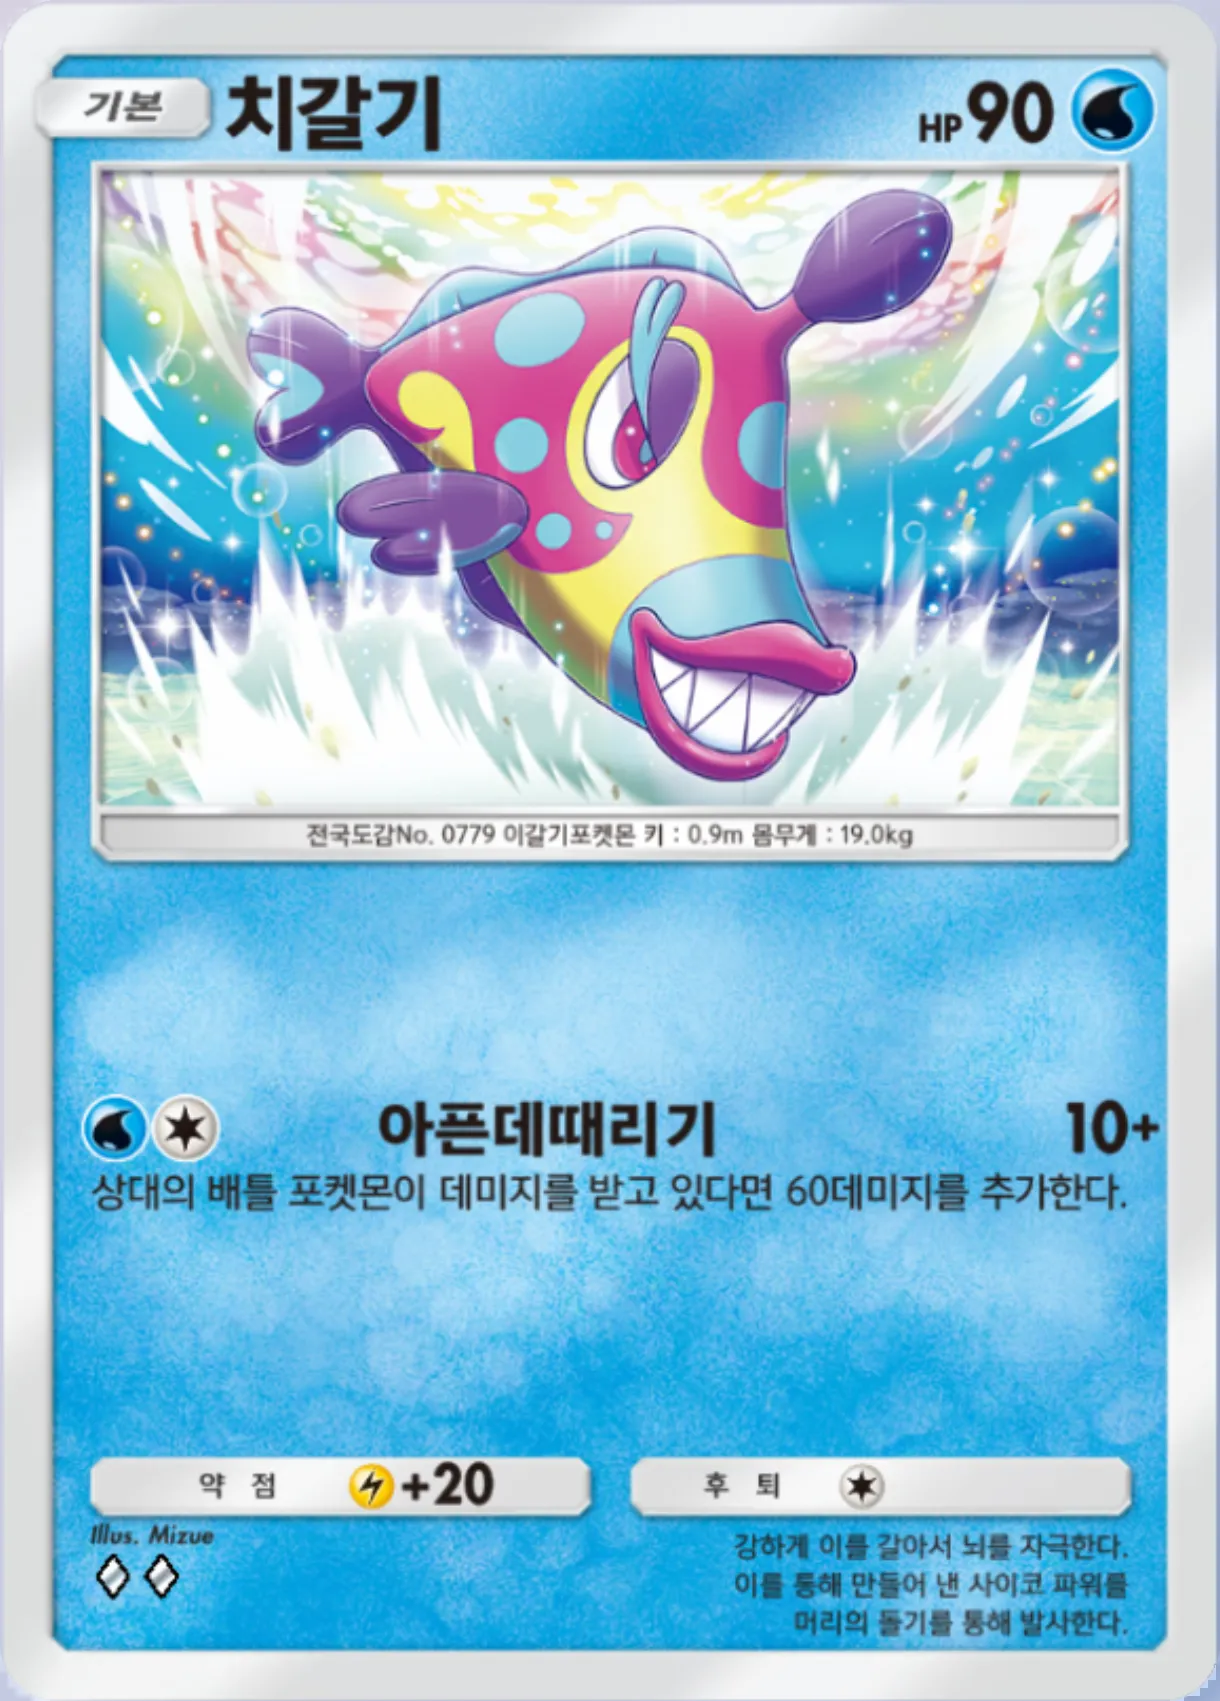 기본 치갈기 HP 90
전국도감No. 0779 이갈기포켓몬 키 : 0.9m 몸무게 : 19.0kg
아픈데때리기 10+
상대의 배틀 포켓몬이 데미지를 받고 있다면 60데미지를 추가한다.
약점 +20 후퇴
Illus. Mizue
강하게 이를 갈아서 뇌를 자극한다.
이를 통해 만들어 낸 사이코 파워를
머리의 돌기를 통해 발사한다.